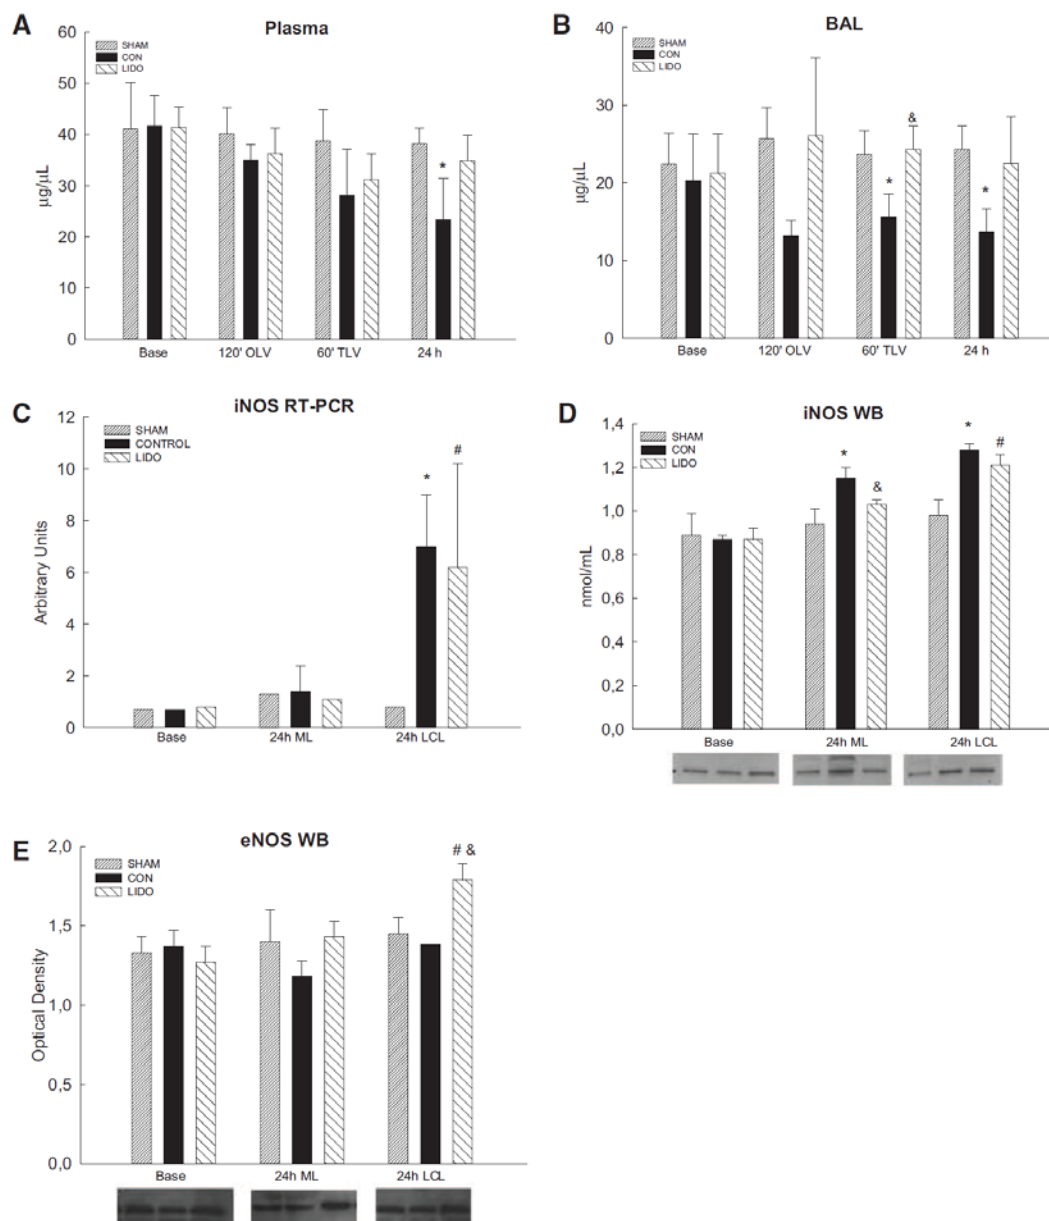 A
Plasma
SHAM
CON
LIDO
µg/µL
60
50
40
30
20
10
0
*
Base 120' OLV 60' TLV 24 h
B
BAL
SHAM
CON
LIDO
µg/µL
40
30
20
10
0
&
*
*
Base 120' OLV 60' TLV 24 h
C
iNOS RT-PCR
SHAM
CONTROL
LIDO
Arbitrary Units
12
10
8
6
4
2
0
*
#
Base 24h ML 24h LCL
D
iNOS WB
SHAM
CON
LIDO
nmol/mL
1,4
1,2
1,0
0,8
0,6
0,4
0,2
0,0
*
&
*
#
Base 24h ML 24h LCL
E
eNOS WB
SHAM
CON
LIDO
Optical Density
2,0
1,5
1,0
0,5
0,0
# &
Base 24h ML 24h LCL